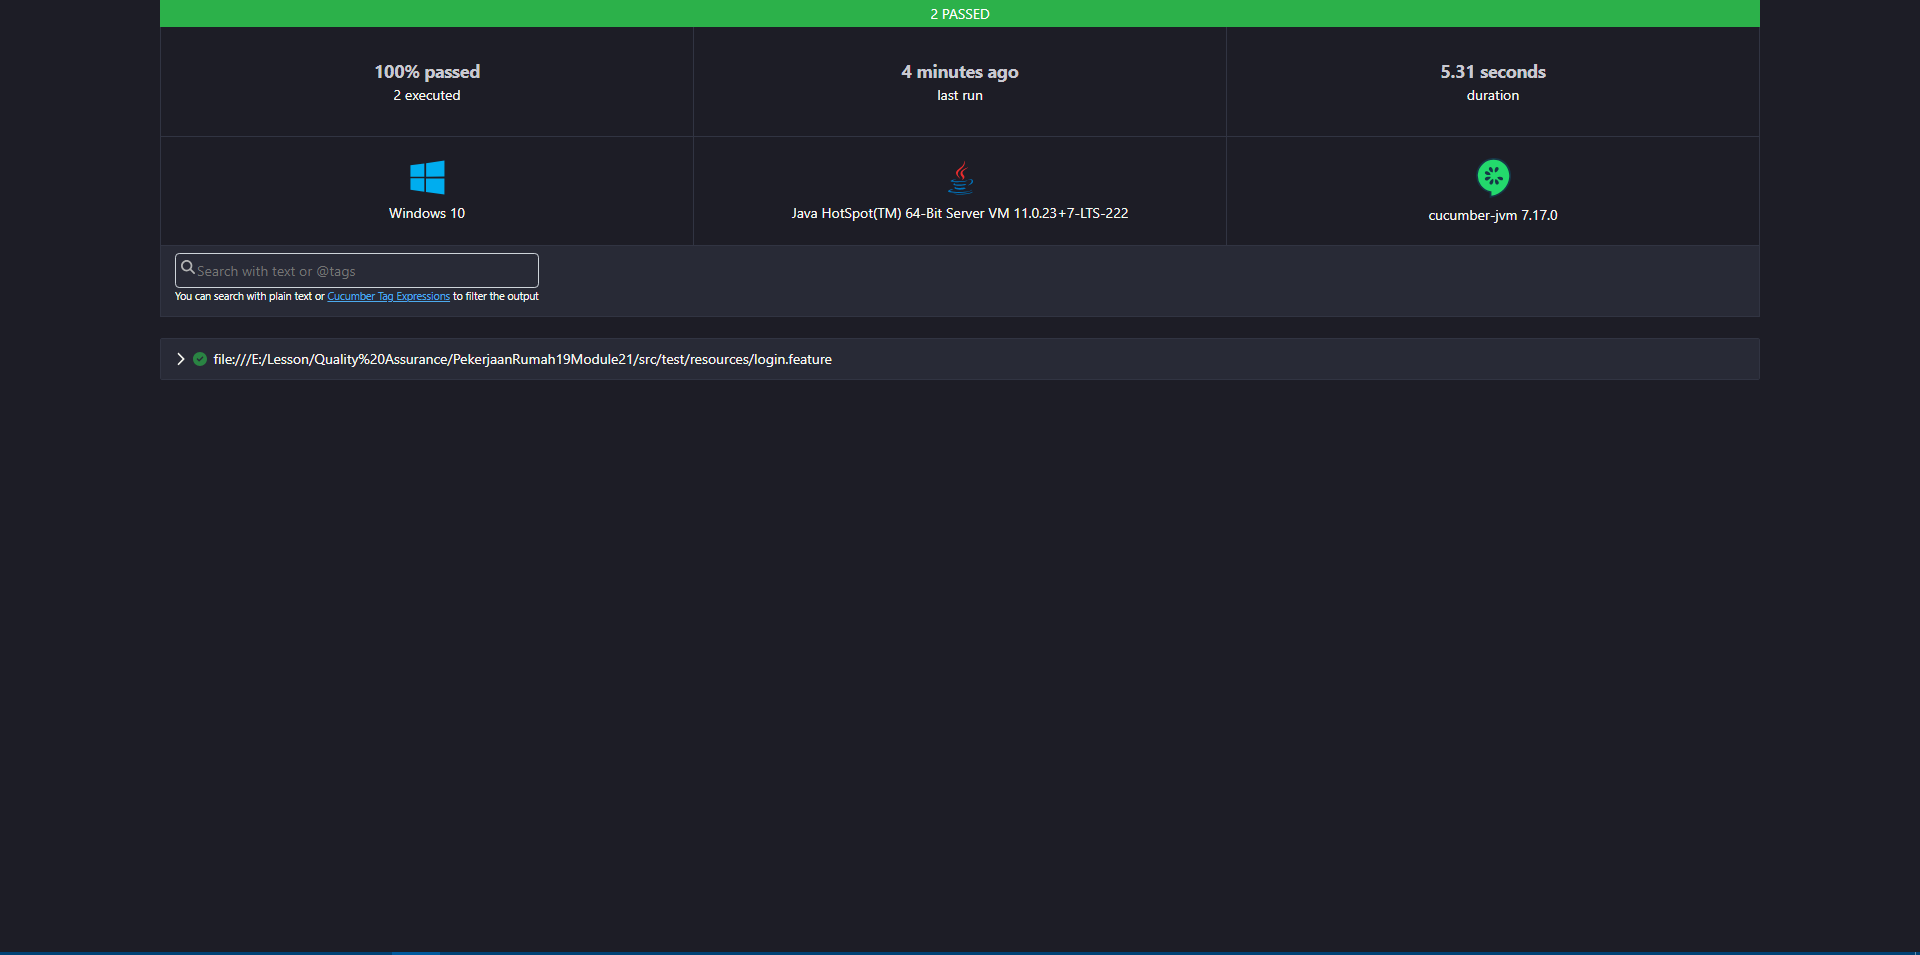 2 PASSED
100% passed
2 executed
4 minutes ago
last run
5.31 seconds
duration
Windows 10
Java HotSpot(TM) 64-Bit Server VM 11.0.23+7-LTS-222
cucumber-jvm 7.17.0
Search with text or @tags
You can search with plain text or Cucumber Tag Expressions to filter the output
file:///E:/Lesson/Quality%20Assurance/PekerjaanRumah19Module21/src/test/resources/login.feature